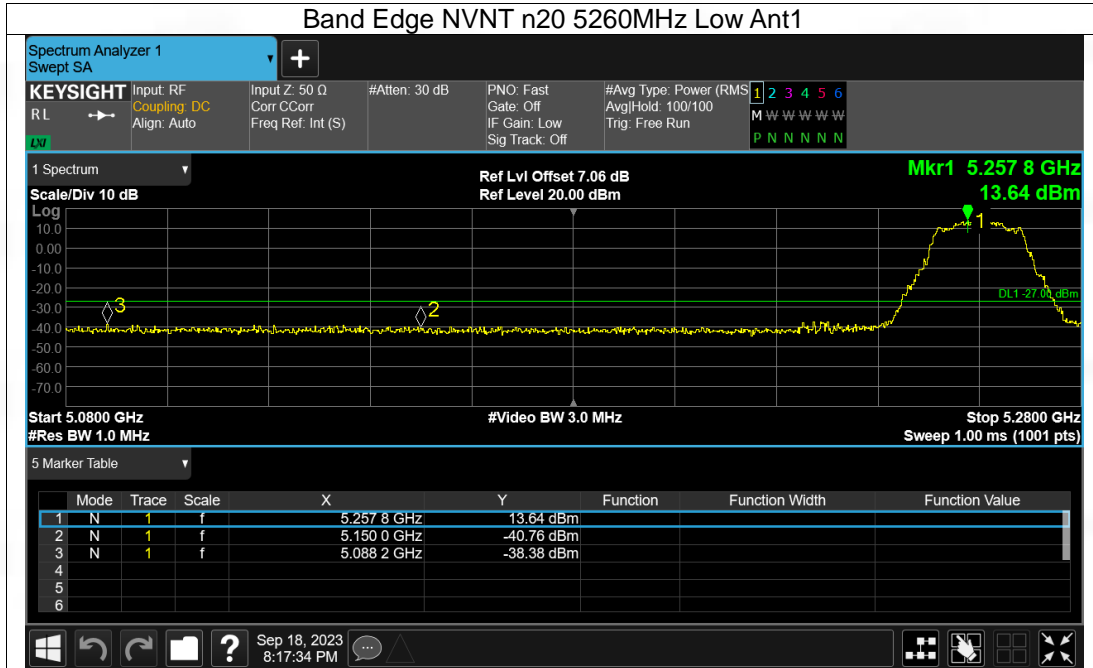 Band Edge NVNT n20 5260MHz Low Ant1
Spectrum Analyzer 1
Swept SA
+
KEYSIGHT Input: RF Input Z: 50 Ω #Atten: 30 dB PNO: Fast #Avg Type: Power (RMS 1 2 3 4 5 6
RL Coupling: DC Corr CCorr Gate: Off Avg|Hold: 100/100 M W W W W W
Align: Auto Freq Ref: Int (S) IF Gain: Low Trig: Free Run
LXI Sig Track: Off P N N N N N
1 Spectrum Ref Lvl Offset 7.06 dB Mkr1 5.257 8 GHz
Scale/Div 10 dB Ref Level 20.00 dBm 13.64 dBm
Log
10.0 1
0.00
-10.0
-20.0 DL1 -27.00 dBm
-30.0 3 2
-40.0
-50.0
-60.0
-70.0
Start 5.0800 GHz #Video BW 3.0 MHz Stop 5.2800 GHz
#Res BW 1.0 MHz Sweep 1.00 ms (1001 pts)
5 Marker Table
Mode Trace Scale X Y Function Function Width Function Value
1 N 1 f 5.257 8 GHz 13.64 dBm
2 N 1 f 5.150 0 GHz -40.76 dBm
3 N 1 f 5.088 2 GHz -38.38 dBm
4
5
6
? Sep 18, 2023
8:17:34 PM